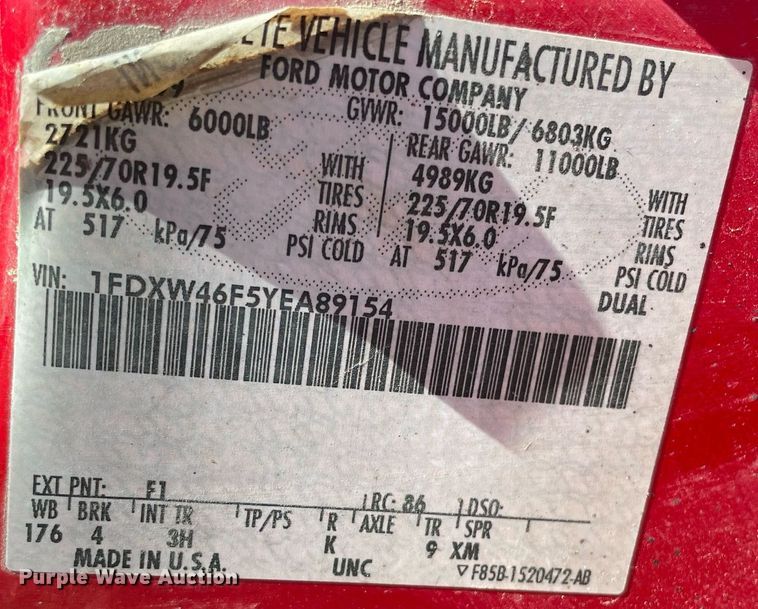 VEHICLE MANUFACTURED BY
FORD MOTOR COMPANY
GVWR: 15000LB/ 6803KG
FRONT GAWR: 6000LB
2721KG WITH
225/70R19.5F TIRES
19.5X6.0 RIMS
AT 517 kPa/75 PSI COLD
REAR GAWR: 11000LB
4989KG WITH
225/70R19.5F TIRES
19.5X6.0 RIMS
AT 517 kPa/75 PSI COLD
DUAL
VIN: 1FDXW46F5YEA89154
EXT PNT: F1 RC: 86 DSO:
WB BRK INT TR TP/PS R AXLE TR SPR
176 4 3H K 9 XM
MADE IN U.S.A. UNC ▽ F85B-1520472-AB
Purple Wave Auction